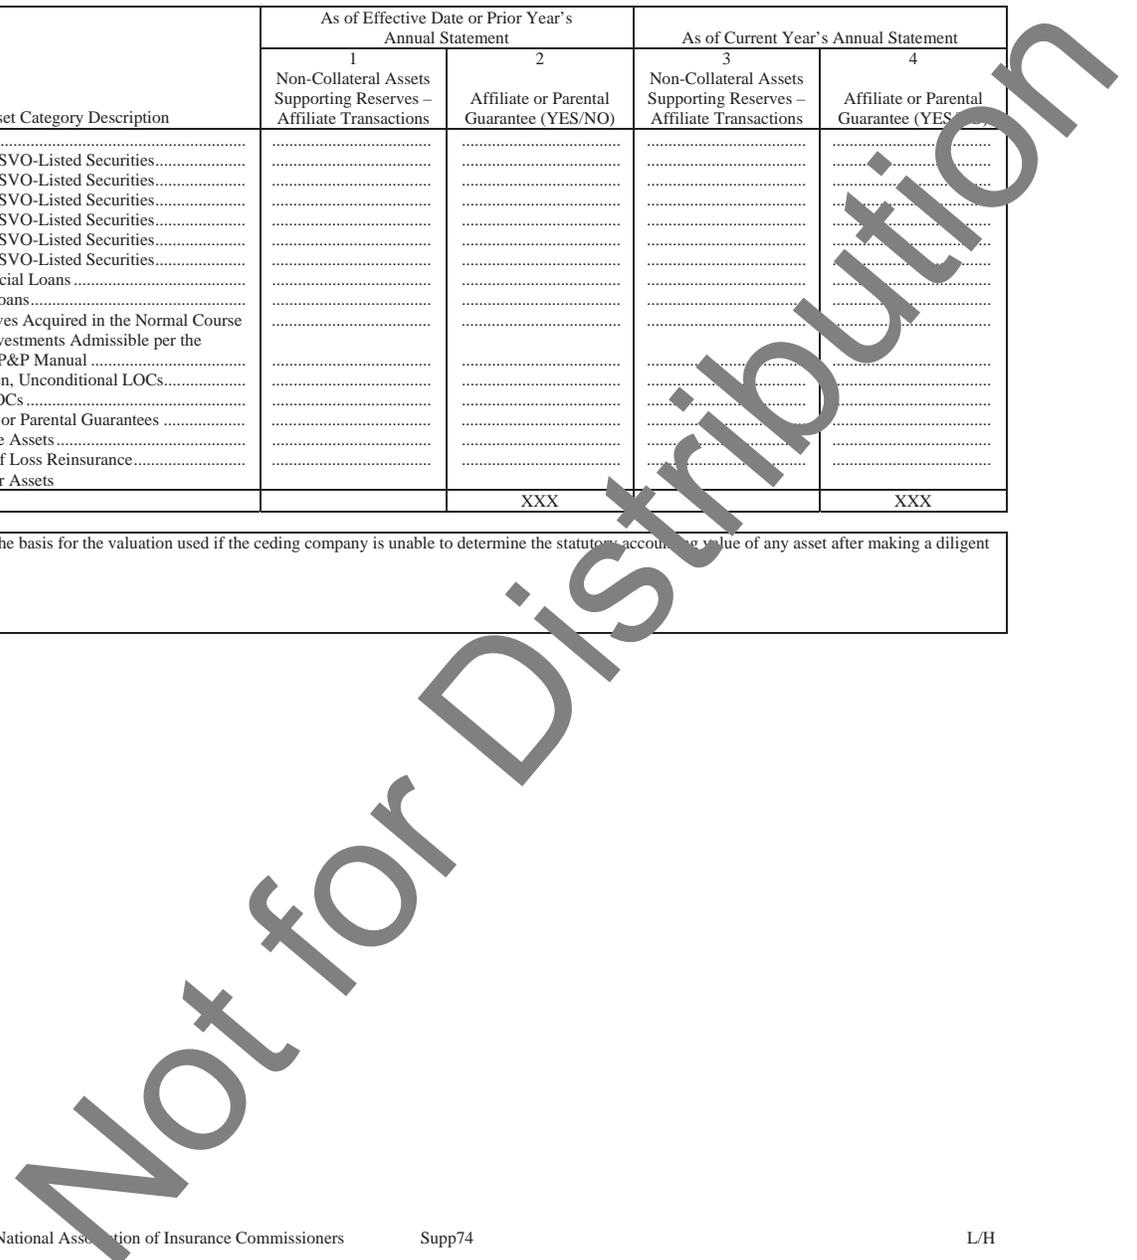 As of Effective Date or Prior Year's
Annual Statement
As of Current Year's Annual Statement
1
Non-Collateral Assets
Supporting Reserves –
Affiliate Transactions
2
Affiliate or Parental
Guarantee (YES/NO)
3
Non-Collateral Assets
Supporting Reserves –
Affiliate Transactions
4
Affiliate or Parental
Guarantee (YES/NO)
set Category Description
SVO-Listed Securities
SVO-Listed Securities
SVO-Listed Securities
SVO-Listed Securities
SVO-Listed Securities
SVO-Listed Securities
cial Loans
oans
ves Acquired in the Normal Course
vestments Admissible per the
P&P Manual
n, Unconditional LOCs
OCs
or Parental Guarantees
e Assets
f Loss Reinsurance
r Assets
XXX XXX
he basis for the valuation used if the ceding company is unable to determine the statutory accounting value of any asset after making a diligent
Not for Distribution
National Association of Insurance Commissioners Supp74 L/H